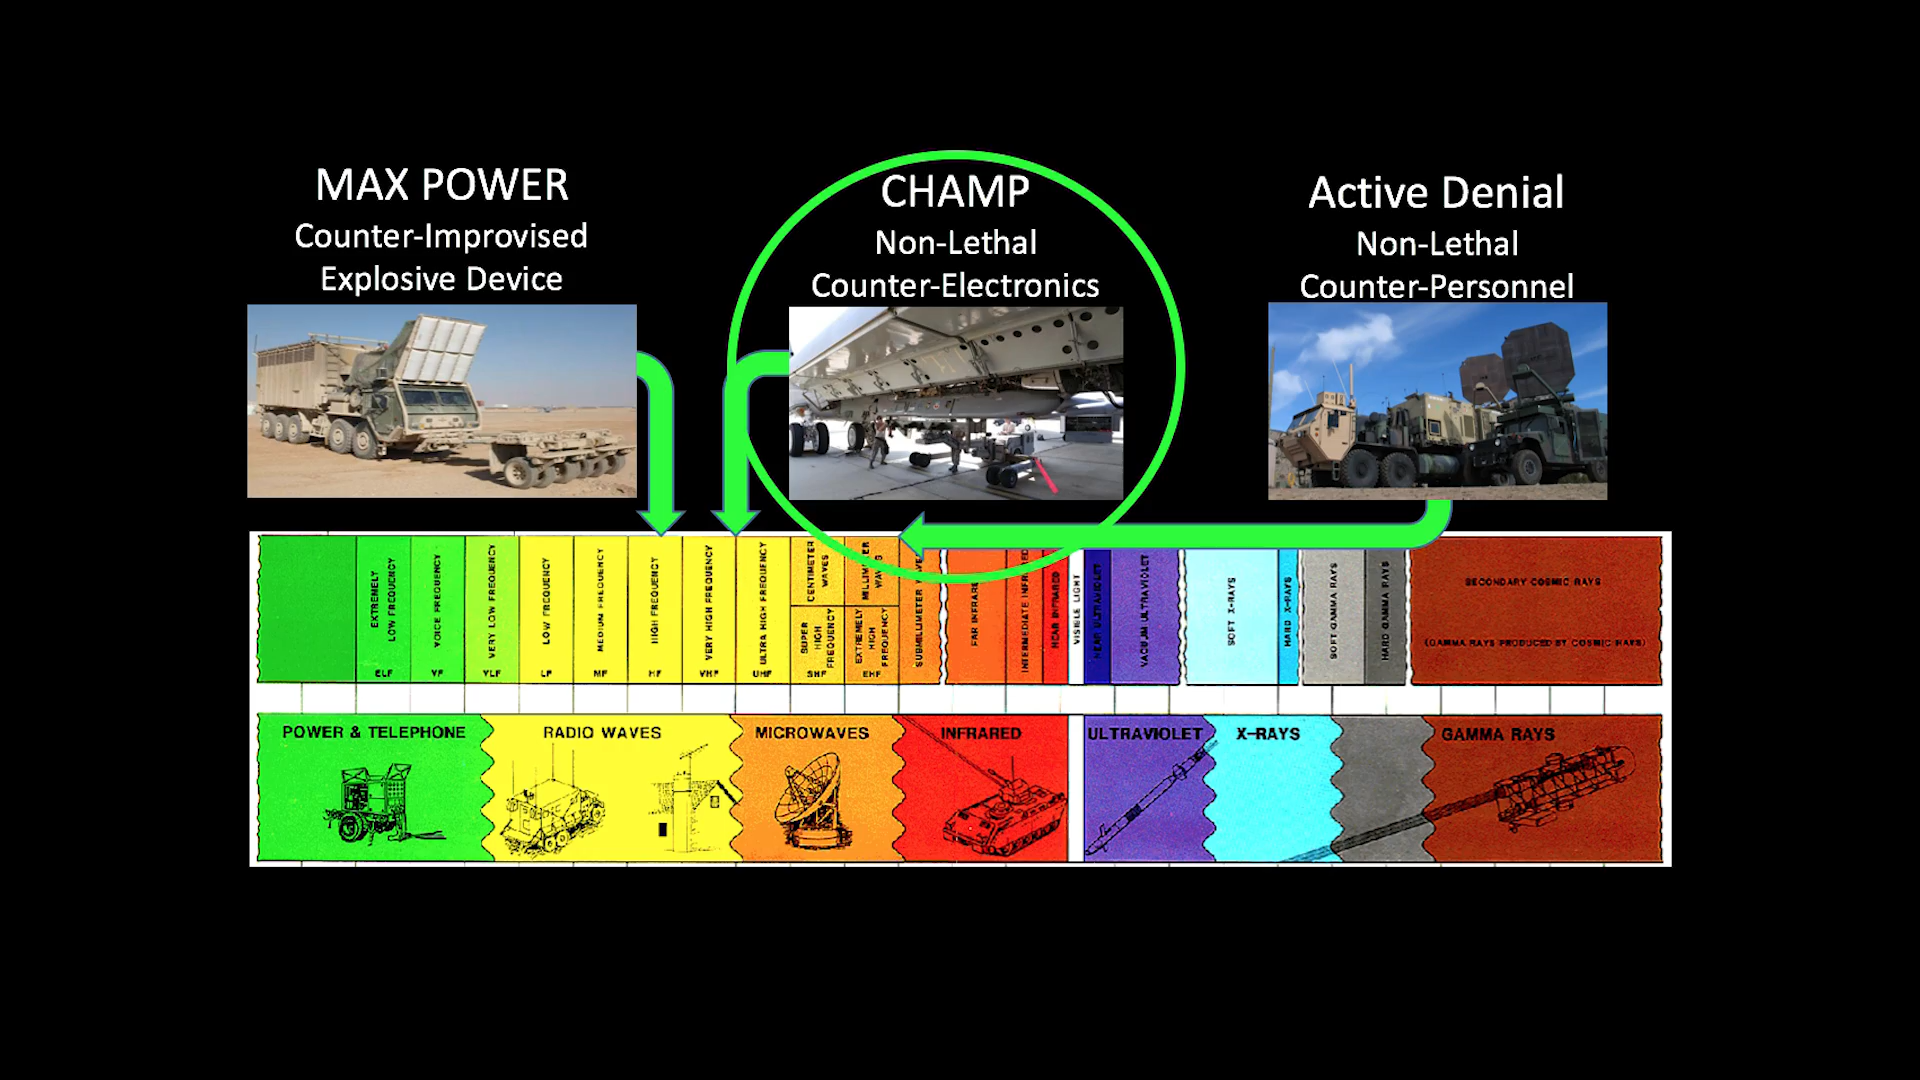 MAX POWER
Counter-Improvised
Explosive Device
CHAMP
Non-Lethal
Counter-Electronics
Active Denial
Non-Lethal
Counter-Personnel
EXTREMELY
LOW FREQUENCY
ELF
VOICE FREQUENCY
VF
VERY LOW FREQUENCY
VLF
LOW FREQUENCY
LF
MEDIUM FREQUENCY
MF
HIGH FREQUENCY
HF
VERY HIGH FREQUENCY
VHF
ULTRA HIGH FREQUENCY
UHF
CENTIMETER
WAVES
SUPER
HIGH
FREQUENCY
SHF
MILLIMETER
WAVES
EXTREMELY
HIGH
FREQUENCY
EHF
SUBMILLIMETER WAVES
FAR INFRARED
INTERMEDIATE INFRARED
NEAR INFRARED
VISIBLE LIGHT
NEAR ULTRAVIOLET
VACUUM ULTRAVIOLET
SOFT X-RAYS
HARD X-RAYS
SOFT GAMMA RAYS
HARD GAMMA RAYS
SECONDARY COSMIC RAYS
(GAMMA RAYS PRODUCED BY COSMIC RAYS)
POWER & TELEPHONE
RADIO WAVES
MICROWAVES
INFRARED
ULTRAVIOLET
X-RAYS
GAMMA RAYS